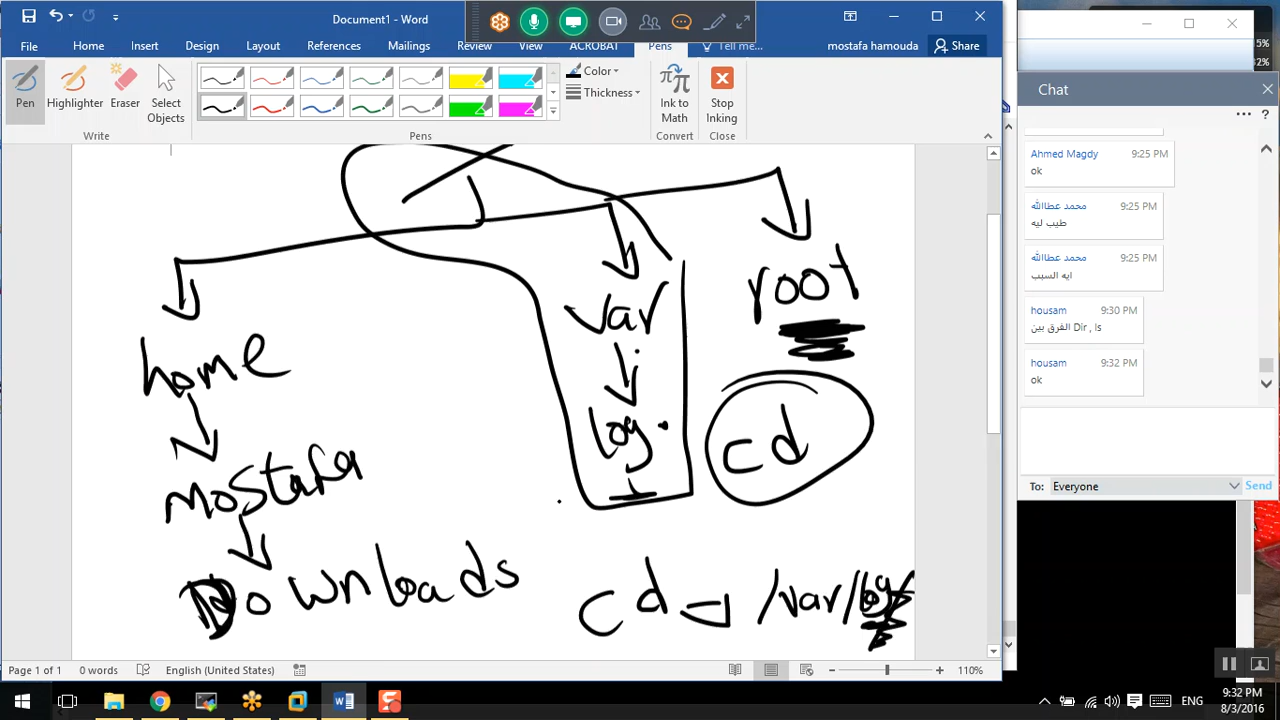 Document1 - Word
mostafa hamouda
Share
File
Home
Insert
Design
Layout
References
Mailings
Review
View
ACROBAT
Pens
Tell me...
Pen
Highlighter
Eraser
Select Objects
Color
Thickness
Ink to Math
Stop Inking
Write
Pens
Convert
Close
root
var
home
log
cd
mostafa
Downloads
cd /var/log
Chat
Ahmed Magdy 9:25 PM
ok
محمد عطاالله 9:25 PM
طيب ليه
محمد عطاالله 9:25 PM
ايه السبب
housam 9:30 PM
الفرق بين Dir , ls
housam 9:32 PM
ok
To: Everyone
Send
Page 1 of 1
0 words
English (United States)
110%
ENG
9:32 PM
8/3/2016